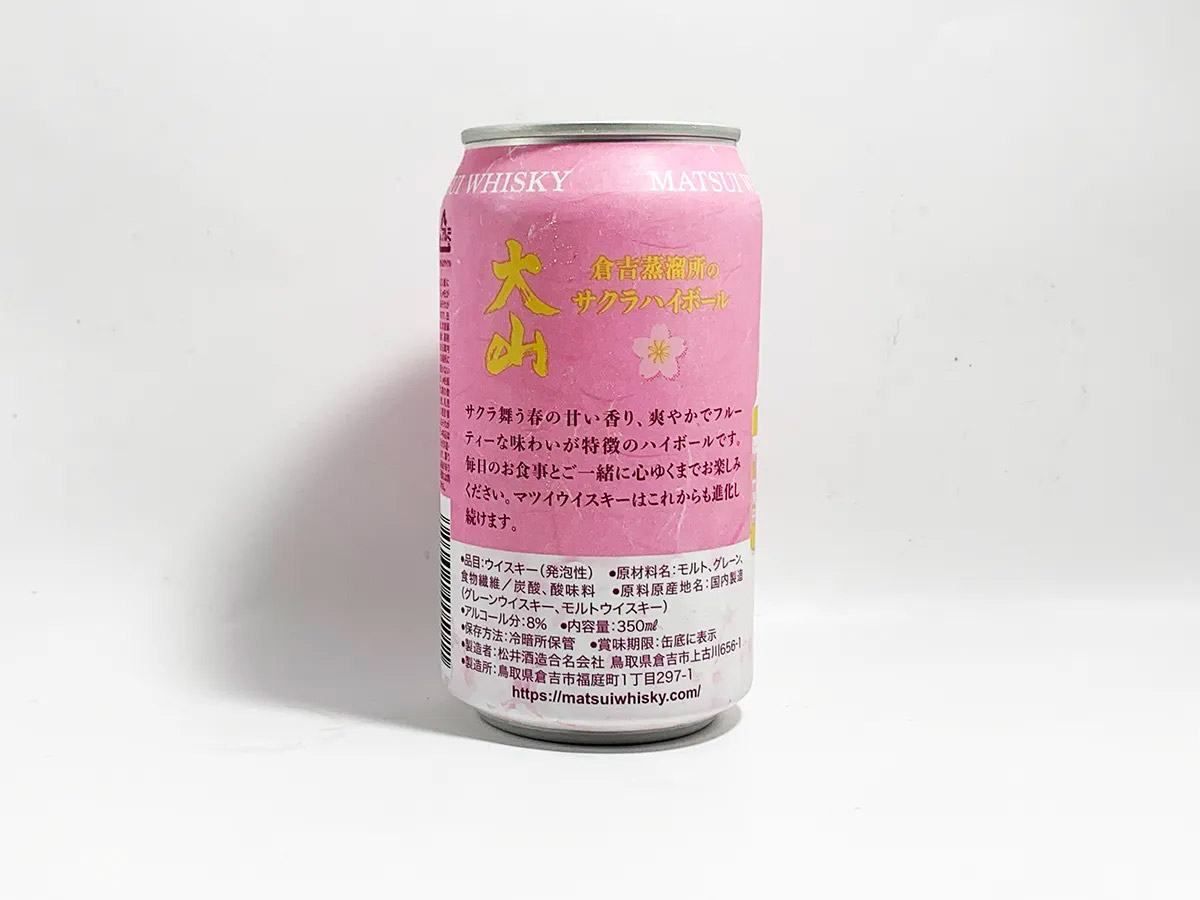 UI WHISKY
MATSUI W
大山
倉吉蒸溜所の
サクラハイボール
サクラ舞う春の甘い香り、爽やかでフルー
ティーな味わいが特徴のハイボールです。
毎日のお食事とご一緒に心ゆくまでお楽しみ
ください。マツイウイスキーはこれからも進化し
続けます。
•品目:ウイスキー(発泡性) •原材料名:モルト、グレーン、
食物繊維/炭酸、酸味料 •原料原産地名:国内製造
(グレーンウイスキー、モルトウイスキー)
•アルコール分:8% •内容量:350㎖
•保存方法:冷暗所保管 •賞味期限:缶底に表示
•製造者:松井酒造合名会社 鳥取県倉吉市上古川656-1
•製造所:鳥取県倉吉市福庭町1丁目297-1
https://matsuiwhisky.com/